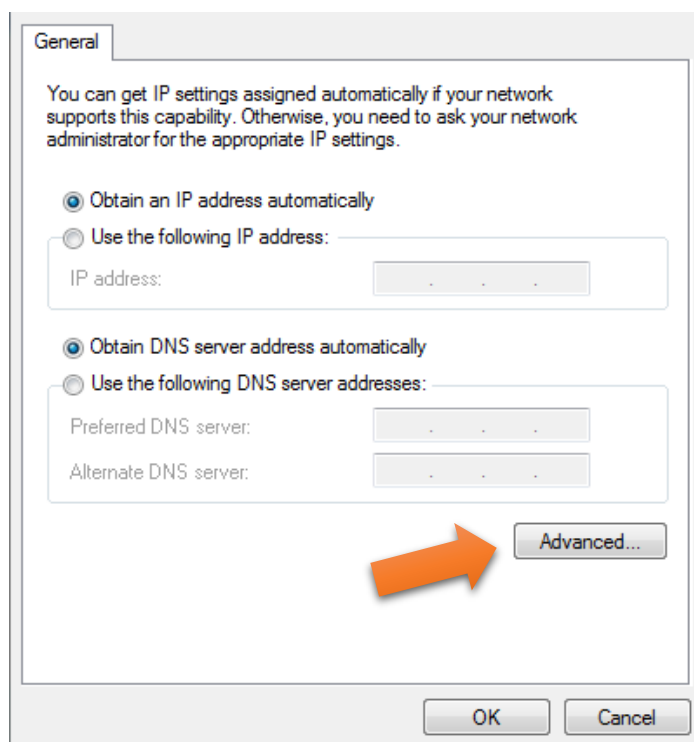 General
You can get IP settings assigned automatically if your network
supports this capability. Otherwise, you need to ask your network
administrator for the appropriate IP settings.
Obtain an IP address automatically
Use the following IP address:
IP address:
Obtain DNS server address automatically
Use the following DNS server addresses:
Preferred DNS server:
Alternate DNS server:
Advanced...
OK Cancel